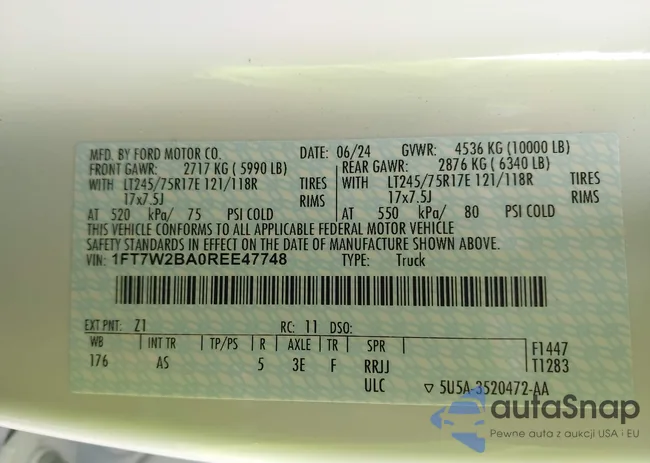 MFD. BY FORD MOTOR CO. DATE: 06/24 GVWR: 4536 KG (10000 LB)
FRONT GAWR: 2717 KG ( 5990 LB) REAR GAWR: 2876 KG ( 6340 LB)
WITH LT245/75R17E 121/118R TIRES WITH LT245/75R17E 121/118R TIRES
17x7.5J RIMS 17x7.5J RIMS
AT 520 kPa/ 75 PSI COLD AT 550 kPa/ 80 PSI COLD
THIS VEHICLE CONFORMS TO ALL APPLICABLE FEDERAL MOTOR VEHICLE
SAFETY STANDARDS IN EFFECT ON THE DATE OF MANUFACTURE SHOWN ABOVE.
VIN: 1FT7W2BA0REE47748 TYPE: Truck
EXT PNT: Z1 RC: 11 DSO:
WB INT TR TP/PS R AXLE TR SPR F1447
176 AS 5 3E F RRJJ T1283
ULC ▽ 5U5A-3520472-AA
autaSnap
Pewne auta z aukcji USA i EU